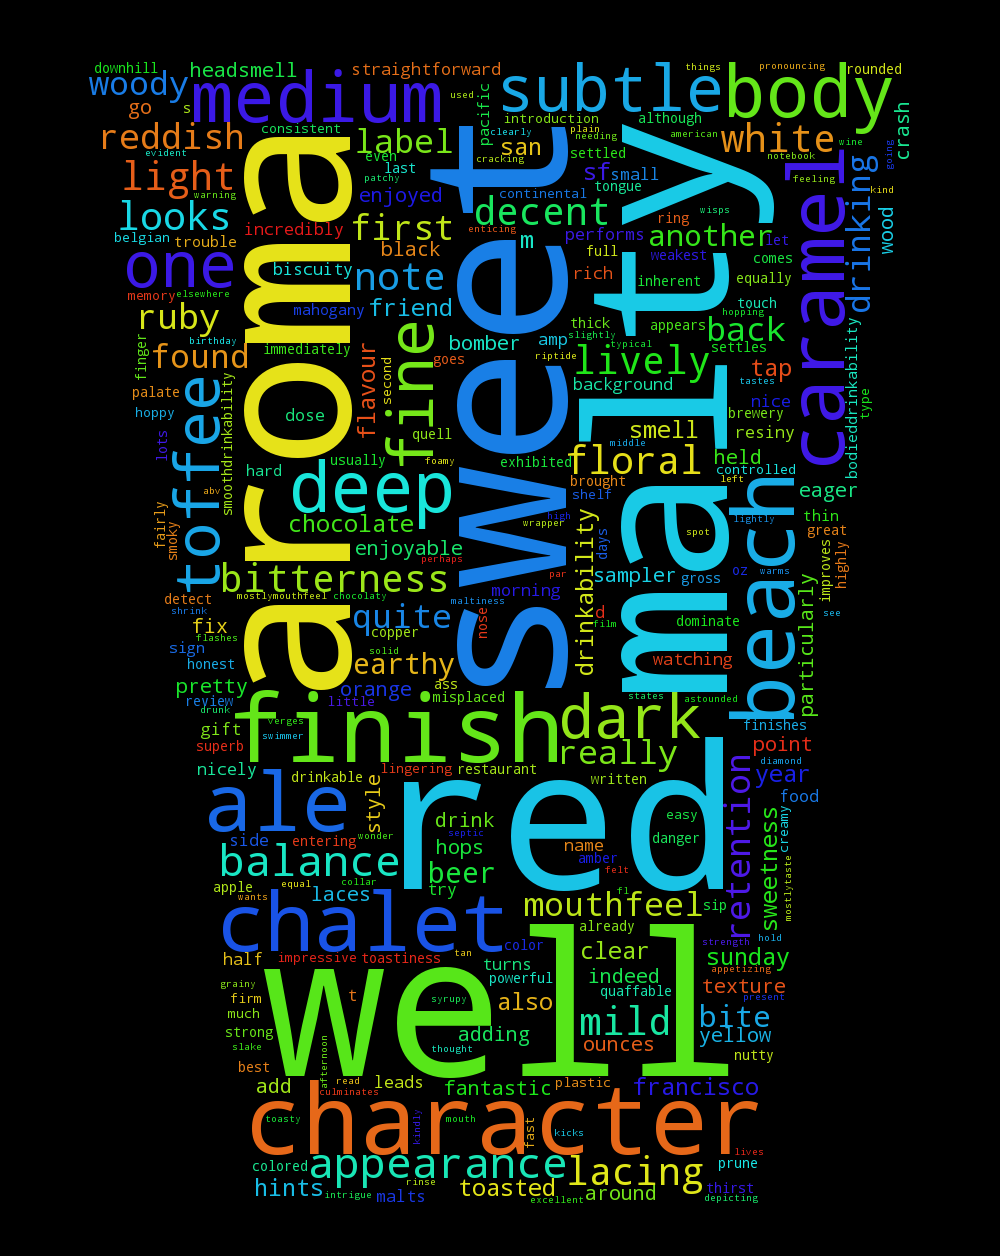 downhill
headsmell
straightforward
things
pronouncing
rounded
woody
medium
subtle
body
go
s
used
pacific
introduction
although
crash
reddish
consistent
label
clearly
plain
needing
san
american
white
wine
evident
even
cracking
settled
notebook
going
light
patchy
last
sf
small
feeling
kind
warning
enjoyed
continental
tongue
caramel
drinking
looks
aroma
sweet
malty
decent
wisps
wood
incredibly
first
enticing
ring
belgian
trouble
black
m
performs
another
let
one
biscuity
note
full
weakest
comes
memory
elsewhere
rich
inherent
equally
mahogany
friend
touch
ruby
thick
appears
back
hopping
birthday
immediately
fine
bomber
amp
slightly
typical
settles
bodieddrinkability
finger
found
flavour
goes
riptide
lively
tap
tastes
palate
toffee
second
background
nice
type
hoppy
smoothdrinkability
dose
quell
smell
brewery
resiny
lots
middle
hard
usually
foamy
exhibited
floral
held
controlled
abv
deep
brought
left
shelf
beach
eager
fairly
smoky
chocolate
high
wrapper
drinkability
days
spot
lightly
thin
great
enjoyable
perhaps
bitterness
par
sampler
gross
oz
warms
improves
highly
detect
mostlymouthfeel
chocolaty
morning
maltiness
shrink
quite
nose
d
film
dominate
particularly
see
fix
flashes
copper
sign
solid
honest
earthy
watching
pretty
orange
ass
misplaced
states
astounded
review
little
drunk
gift
verges
finish
dark
finishes
superb
swimmer
really
point
nicely
drinkable
lingering
restaurant
written
diamond
ale
style
red
retention
year
food
drink
easy
side
entering
wonder
septic
danger
sweetness
creamy
balance
hops
name
amber
beer
felt
apple
equal
collar
try
fl
mostlytaste
wants
laces
mouthfeel
sip
chalet
already
color
strength
hold
half
impressive
toastiness
tan
clear
sunday
turns
appetizing
grainy
powerful
indeed
texture
firm
t
well
syrupy
also
quaffable
present
much
mild
bite
strong
adding
yellow
slake
afternoon
thought
ounces
nutty
best
add
read
leads
fantastic
plastic
francisco
culminates
character
toasty
kindly
mouth
fast
kicks
lives
colored
appearance
lacing
prune
hints
intrigue
rinse
malts
toasted
excellent
around
thirst
depicting